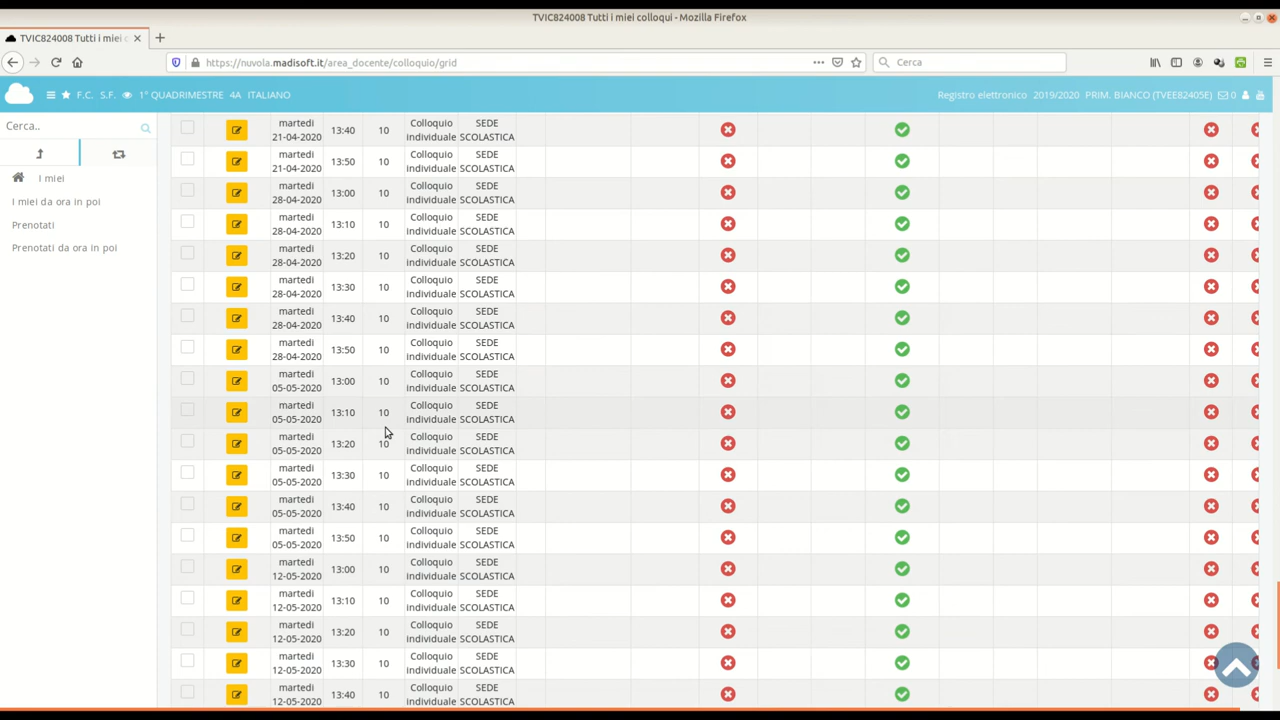 TVIC824008 Tutti i miei colloqui - Mozilla Firefox
TVIC824008 Tutti i miei c
https://nuvola.madisoft.it/area_docente/colloquio/grid
Cerca
F.C. S.F. 1° QUADRIMESTRE 4A ITALIANO
Registro elettronico 2019/2020 PRIM. BIANCO (TVEE82405E) 0
Cerca..
I miei
I miei da ora in poi
Prenotati
Prenotati da ora in poi
martedì 21-04-2020 13:40 10 Colloquio individuale SEDE SCOLASTICA
martedì 21-04-2020 13:50 10 Colloquio individuale SEDE SCOLASTICA
martedì 28-04-2020 13:00 10 Colloquio individuale SEDE SCOLASTICA
martedì 28-04-2020 13:10 10 Colloquio individuale SEDE SCOLASTICA
martedì 28-04-2020 13:20 10 Colloquio individuale SEDE SCOLASTICA
martedì 28-04-2020 13:30 10 Colloquio individuale SEDE SCOLASTICA
martedì 28-04-2020 13:40 10 Colloquio individuale SEDE SCOLASTICA
martedì 28-04-2020 13:50 10 Colloquio individuale SEDE SCOLASTICA
martedì 05-05-2020 13:00 10 Colloquio individuale SEDE SCOLASTICA
martedì 05-05-2020 13:10 10 Colloquio individuale SEDE SCOLASTICA
martedì 05-05-2020 13:20 10 Colloquio individuale SEDE SCOLASTICA
martedì 05-05-2020 13:30 10 Colloquio individuale SEDE SCOLASTICA
martedì 05-05-2020 13:40 10 Colloquio individuale SEDE SCOLASTICA
martedì 05-05-2020 13:50 10 Colloquio individuale SEDE SCOLASTICA
martedì 12-05-2020 13:00 10 Colloquio individuale SEDE SCOLASTICA
martedì 12-05-2020 13:10 10 Colloquio individuale SEDE SCOLASTICA
martedì 12-05-2020 13:20 10 Colloquio individuale SEDE SCOLASTICA
martedì 12-05-2020 13:30 10 Colloquio individuale SEDE SCOLASTICA
martedì 12-05-2020 13:40 10 Colloquio individuale SEDE SCOLASTICA